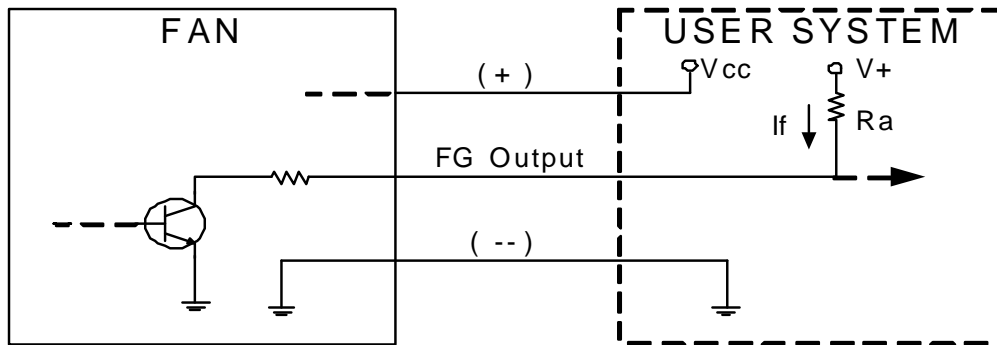 FAN
USER SYSTEM
(+)
Vcc
V+
If
Ra
FG Output
(--)